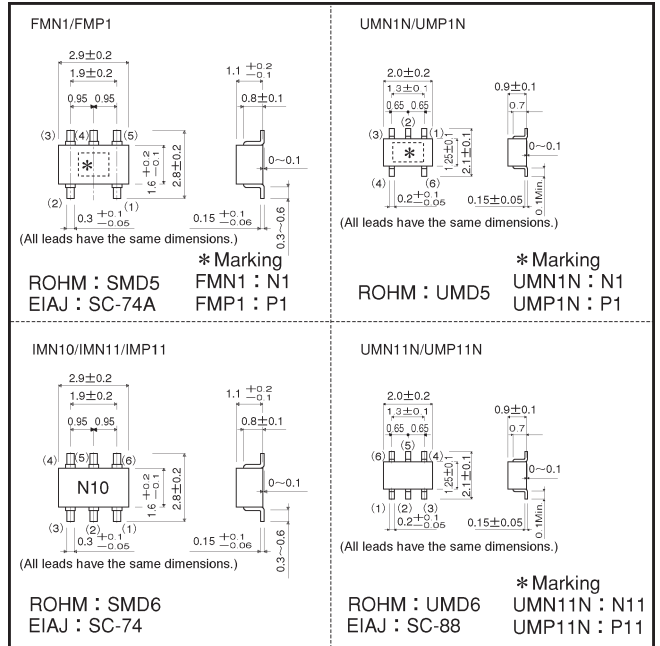 FMN1/FMP1
2.9±0.2
1.9±0.2
0.95 0.95
(3) (4) (5)
*
(2) (1)
1.6 +0.2 −0.1
2.8±0.2
0.3 +0.1 −0.05
1.1 +0.2 −0.1
0.8±0.1
0~0.1
0.15 +0.1 −0.06
0.3~0.6
(All leads have the same dimensions.)
ROHM : SMD5
EIAJ : SC-74A
*Marking
FMN1 : N1
FMP1 : P1
UMN1N/UMP1N
2.0±0.2
1.3±0.1
0.65 0.65
(2)
(3) (1)
*
(4) (6)
1.25±0.1
2.1±0.1
0.2 +0.1 −0.05
0.9±0.1
0.7
0~0.1
0.15±0.05
0.1Min.
(All leads have the same dimensions.)
ROHM : UMD5
*Marking
UMN1N : N1
UMP1N : P1
IMN10/IMN11/IMP11
2.9±0.2
1.9±0.2
0.95 0.95
(4) (5) (6)
N10
(3) (2) (1)
1.6 +0.2 −0.1
2.8±0.2
0.3 +0.1 −0.05
1.1 +0.2 −0.1
0.8±0.1
0~0.1
0.15 +0.1 −0.06
0.3~0.6
(All leads have the same dimensions.)
ROHM : SMD6
EIAJ : SC-74
UMN11N/UMP11N
2.0±0.2
1.3±0.1
0.65 0.65
(5)
(6) (4)
(1) (2) (3)
1.25±0.1
2.1±0.1
0.2 +0.1 −0.05
0.9±0.1
0.7
0~0.1
0.15±0.05
0.1Min.
(All leads have the same dimensions.)
ROHM : UMD6
EIAJ : SC-88
*Marking
UMN11N : N11
UMP11N : P11